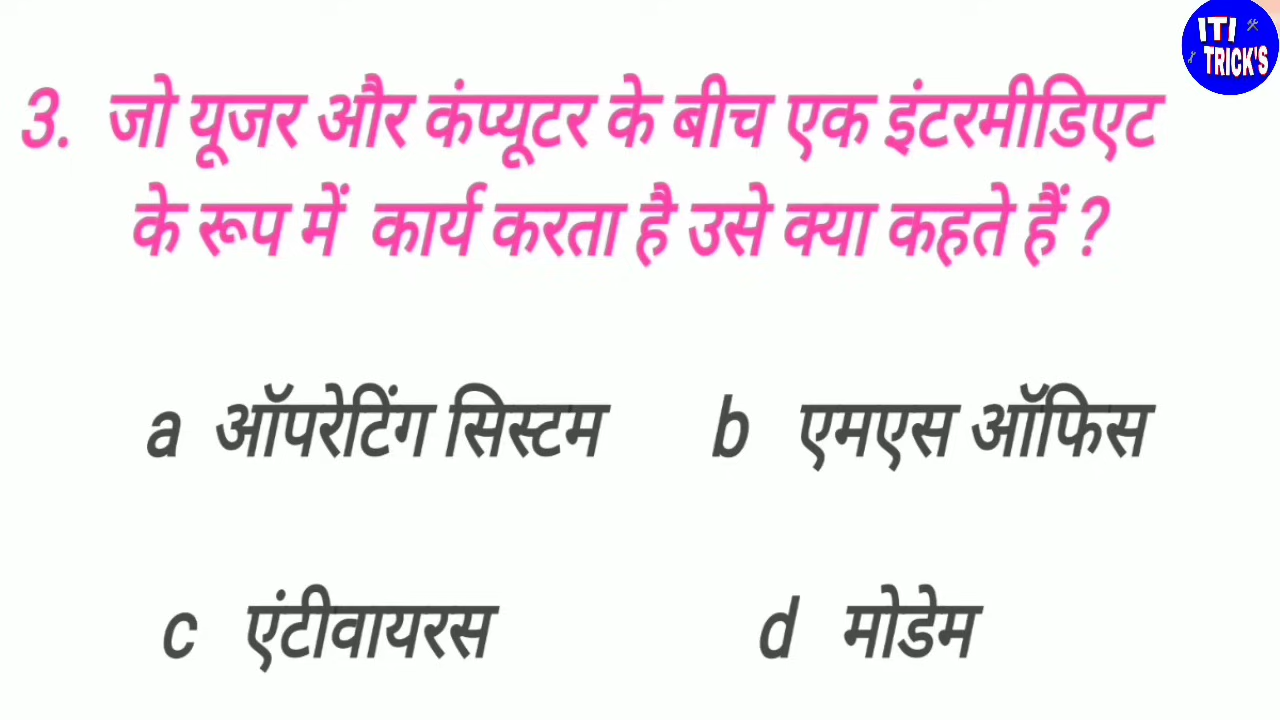 ITI
TRICK'S
3. जो यूजर और कंप्यूटर के बीच एक इंटरमीडिएट
के रूप में कार्य करता है उसे क्या कहते हैं ?
a ऑपरेटिंग सिस्टम b एमएस ऑफिस
c एंटीवायरस d मोडेम